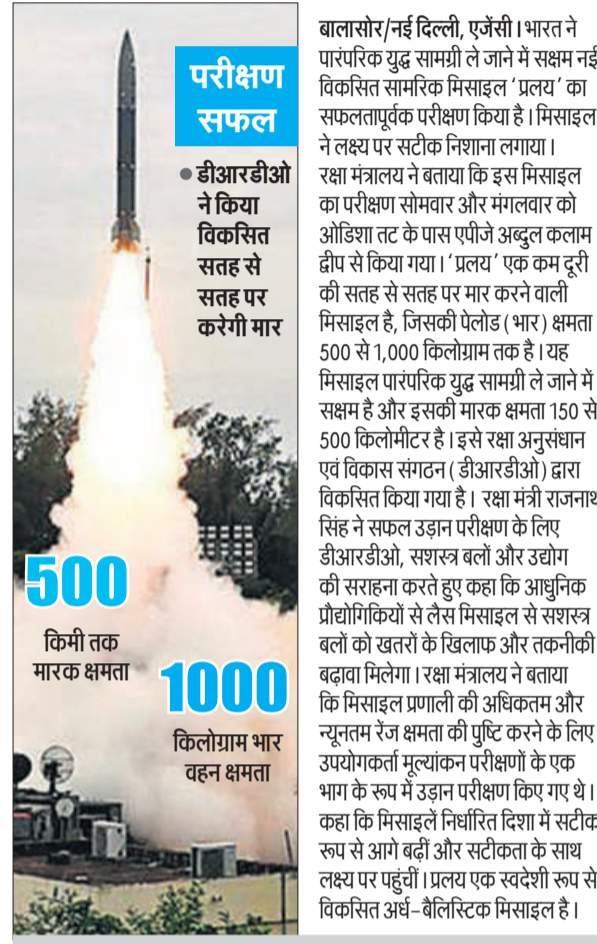 परीक्षण
सफल
• डीआरडीओ
ने किया
विकसित
सतह से
सतह पर
करेगी मार
500
किमी तक
मारक क्षमता
1000
किलोग्राम भार
वहन क्षमता
बालासोर/नई दिल्ली, एजेंसी। भारत ने
पारंपरिक युद्ध सामग्री ले जाने में सक्षम नई
विकसित सामरिक मिसाइल ‘प्रलय’ का
सफलतापूर्वक परीक्षण किया है। मिसाइल
ने लक्ष्य पर सटीक निशाना लगाया।
रक्षा मंत्रालय ने बताया कि इस मिसाइल
का परीक्षण सोमवार और मंगलवार को
ओडिशा तट के पास एपीजे अब्दुल कलाम
द्वीप से किया गया। ‘प्रलय’ एक कम दूरी
की सतह से सतह पर मार करने वाली
मिसाइल है, जिसकी पेलोड (भार) क्षमता
500 से 1,000 किलोग्राम तक है। यह
मिसाइल पारंपरिक युद्ध सामग्री ले जाने में
सक्षम है और इसकी मारक क्षमता 150 से
500 किलोमीटर है। इसे रक्षा अनुसंधान
एवं विकास संगठन (डीआरडीओ) द्वारा
विकसित किया गया है। रक्षा मंत्री राजनाथ
सिंह ने सफल उड़ान परीक्षण के लिए
डीआरडीओ, सशस्त्र बलों और उद्योग
की सराहना करते हुए कहा कि आधुनिक
प्रौद्योगिकियों से लैस मिसाइल से सशस्त्र
बलों को खतरों के खिलाफ और तकनीकी
बढ़ावा मिलेगा। रक्षा मंत्रालय ने बताया
कि मिसाइल प्रणाली की अधिकतम और
न्यूनतम रेंज क्षमता की पुष्टि करने के लिए
उपयोगकर्ता मूल्यांकन परीक्षणों के एक
भाग के रूप में उड़ान परीक्षण किए गए थे।
कहा कि मिसाइलें निर्धारित दिशा में सटीक
रूप से आगे बढ़ीं और सटीकता के साथ
लक्ष्य पर पहुंचीं। प्रलय एक स्वदेशी रूप से
विकसित अर्ध-बैलिस्टिक मिसाइल है।